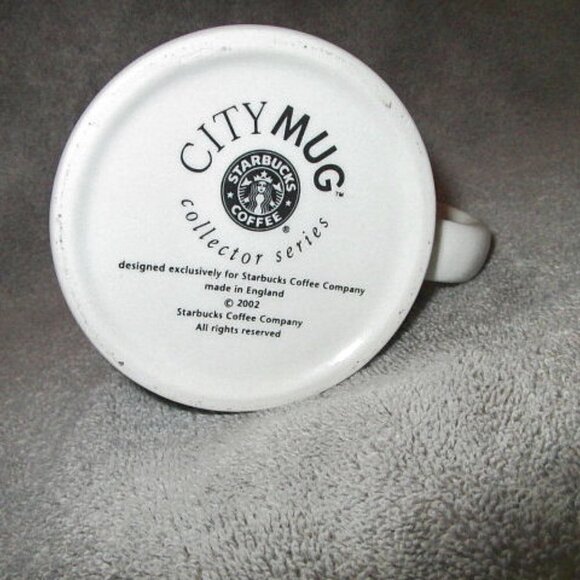 CITY MUG™
STARBUCKS
COFFEE
®
collector series
designed exclusively for Starbucks Coffee Company
made in England
© 2002
Starbucks Coffee Company
All rights reserved